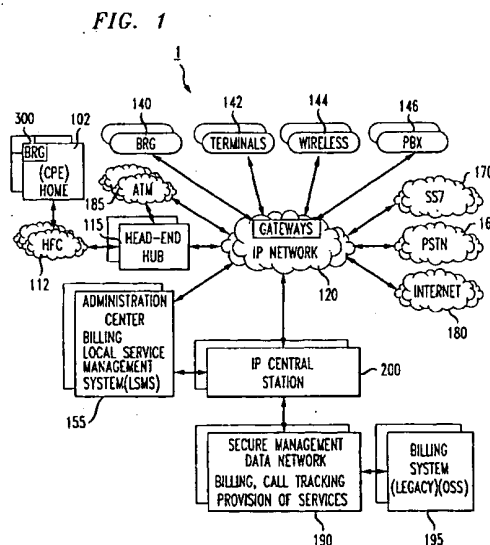 FIG. 1
1
300
102
140
142
144
146
BRG
(CPE)
HOME
BRG
TERMINALS
WIRELESS
PBX
ATM
185
115
HFC
112
HEAD-END
HUB
GATEWAYS
IP NETWORK
120
SS7
170
PSTN
16
INTERNET
180
ADMINISTRATION
CENTER
BILLING
LOCAL SERVICE
MANAGEMENT
SYSTEM(LSMS)
155
IP CENTRAL
STATION
200
SECURE MANAGEMENT
DATA NETWORK
BILLING, CALL TRACKING
PROVISION OF SERVICES
190
BILLING
SYSTEM
(LEGACY)(OSS)
195